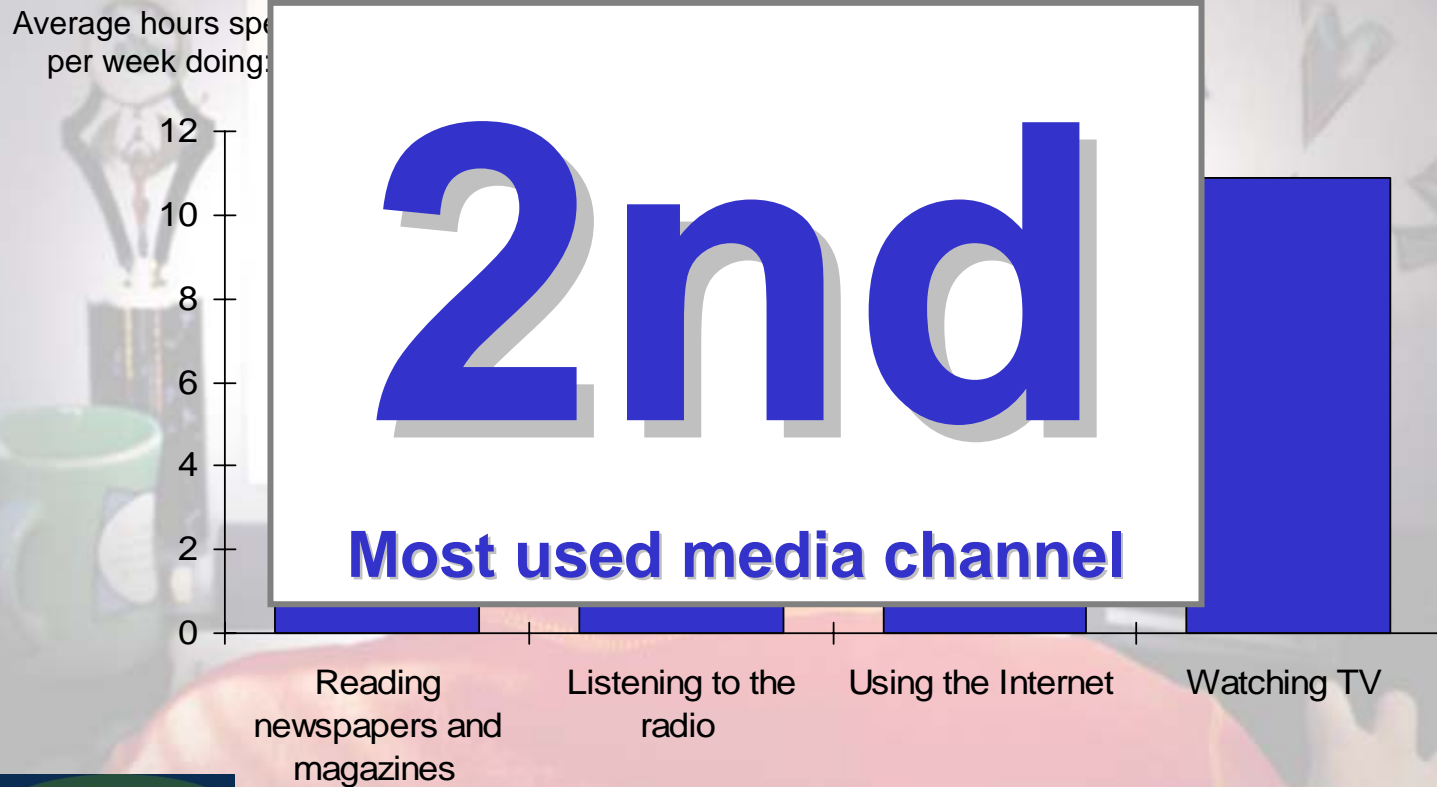 Average hours
per week doing:
2nd
Most used media channel
12
10
8
6
4
2
0
Reading
newspapers and
magazines
Listening to the
radio
Using the Internet
Watching TV